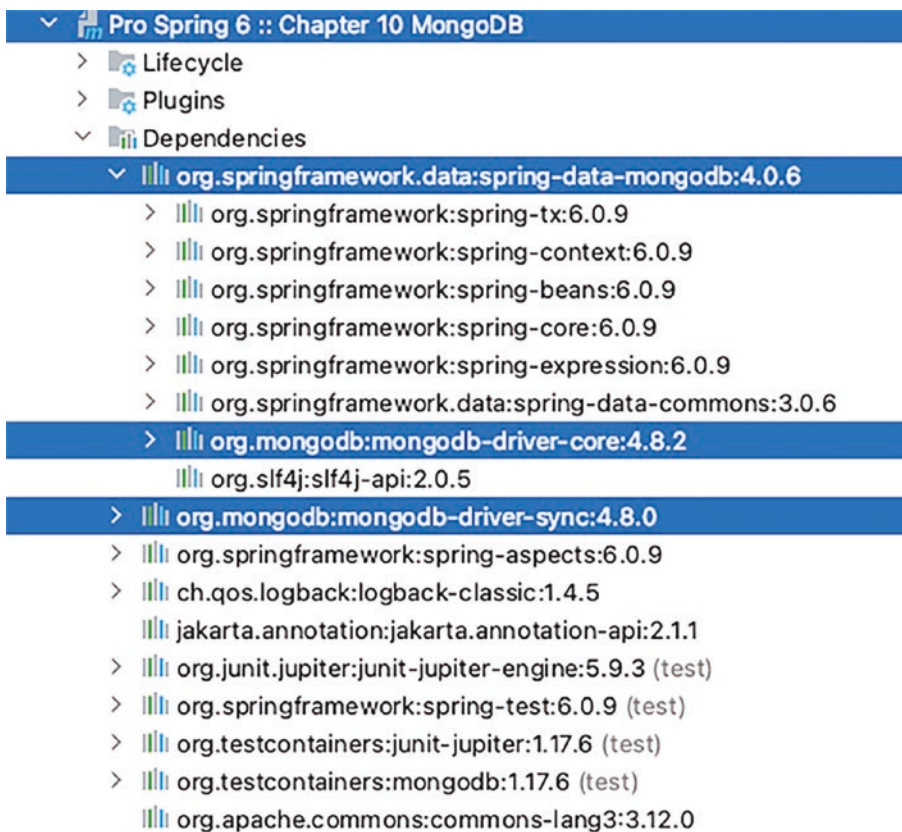 Pro Spring 6 :: Chapter 10 MongoDB
Lifecycle
Plugins
Dependencies
org.springframework.data:spring-data-mongodb:4.0.6
org.springframework:spring-tx:6.0.9
org.springframework:spring-context:6.0.9
org.springframework:spring-beans:6.0.9
org.springframework:spring-core:6.0.9
org.springframework:spring-expression:6.0.9
org.springframework.data:spring-data-commons:3.0.6
org.mongodb:mongodb-driver-core:4.8.2
org.slf4j:slf4j-api:2.0.5
org.mongodb:mongodb-driver-sync:4.8.0
org.springframework:spring-aspects:6.0.9
ch.qos.logback:logback-classic:1.4.5
jakarta.annotation:jakarta.annotation-api:2.1.1
org.junit.jupiter:junit-jupiter-engine:5.9.3 (test)
org.springframework:spring-test:6.0.9 (test)
org.testcontainers:junit-jupiter:1.17.6 (test)
org.testcontainers:mongodb:1.17.6 (test)
org.apache.commons:commons-lang3:3.12.0